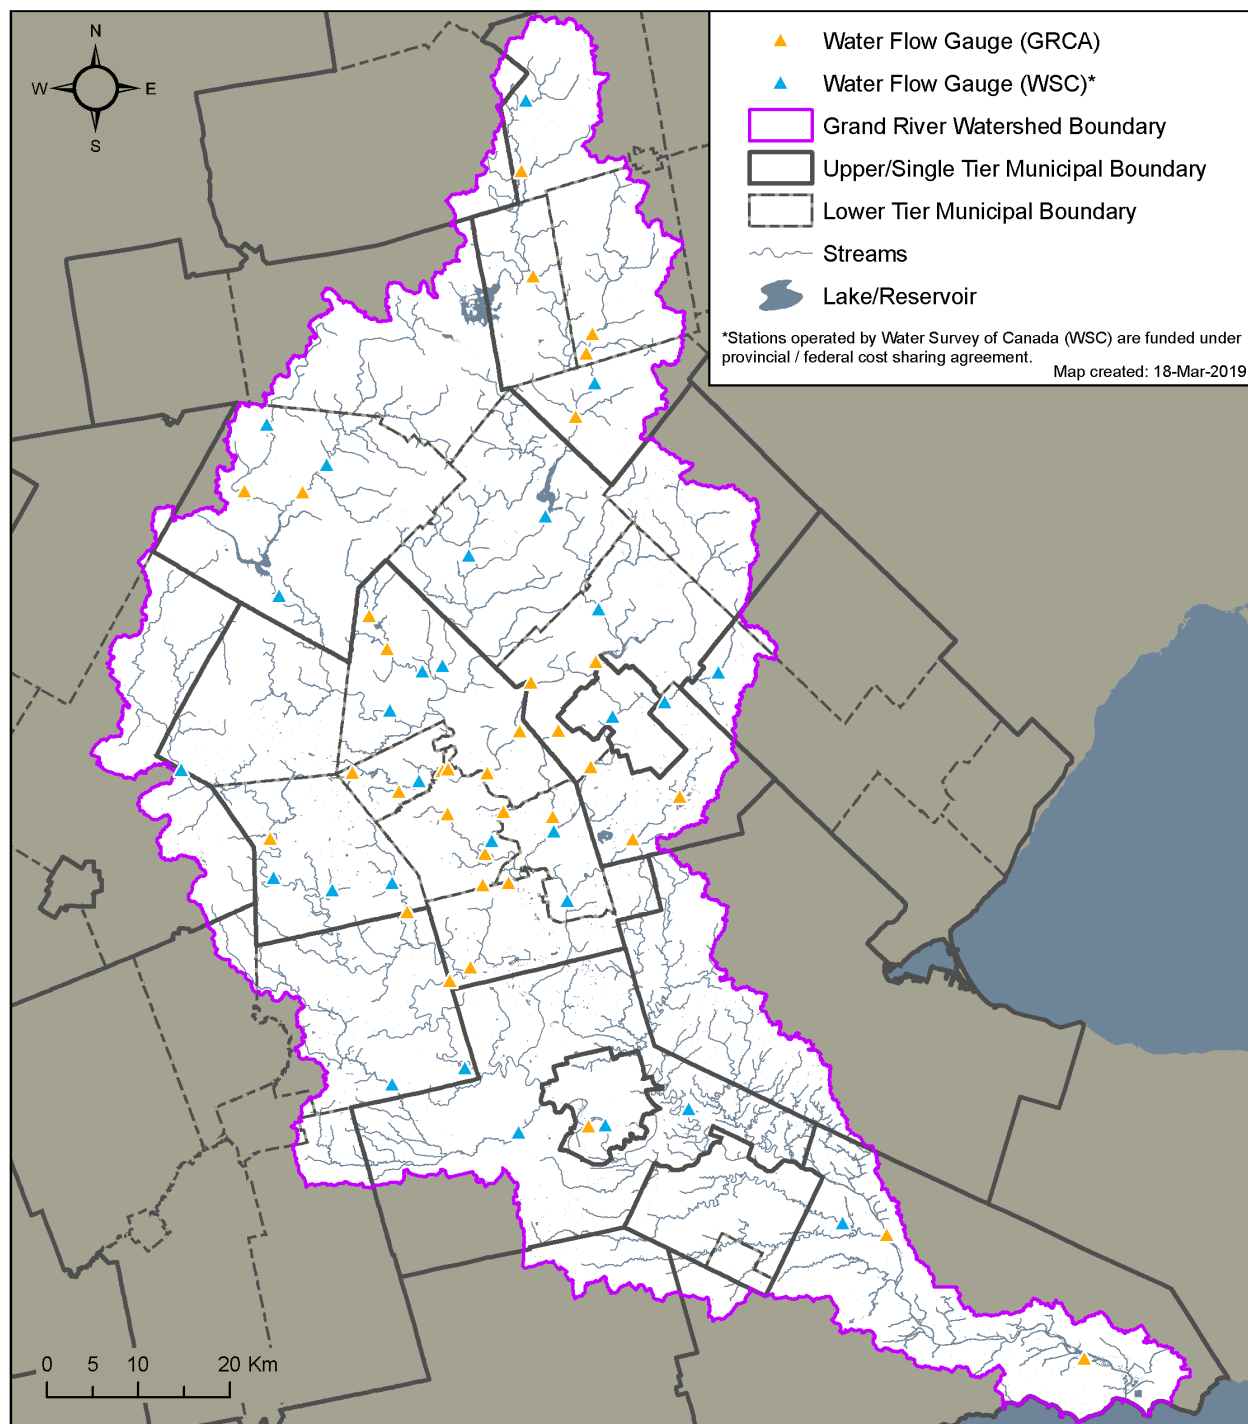 N
W E
S
Water Flow Gauge (GRCA)
Water Flow Gauge (WSC)*
Grand River Watershed Boundary
Upper/Single Tier Municipal Boundary
Lower Tier Municipal Boundary
Streams
Lake/Reservoir
*Stations operated by Water Survey of Canada (WSC) are funded under
provincial / federal cost sharing agreement.
Map created: 18-Mar-2019
0 5 10 20 Km